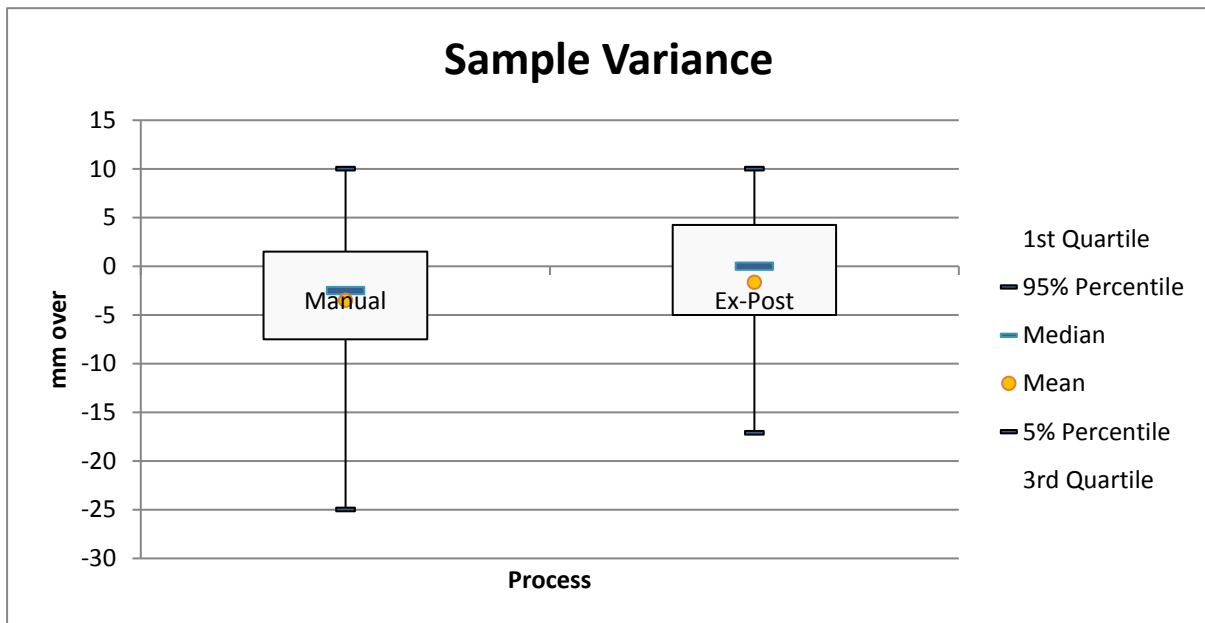 Sample Variance
15
10
5
0
-5
-10
-15
-20
-25
-30
mm over
Manual
Ex-Post
Process
1st Quartile
95% Percentile
Median
Mean
5% Percentile
3rd Quartile